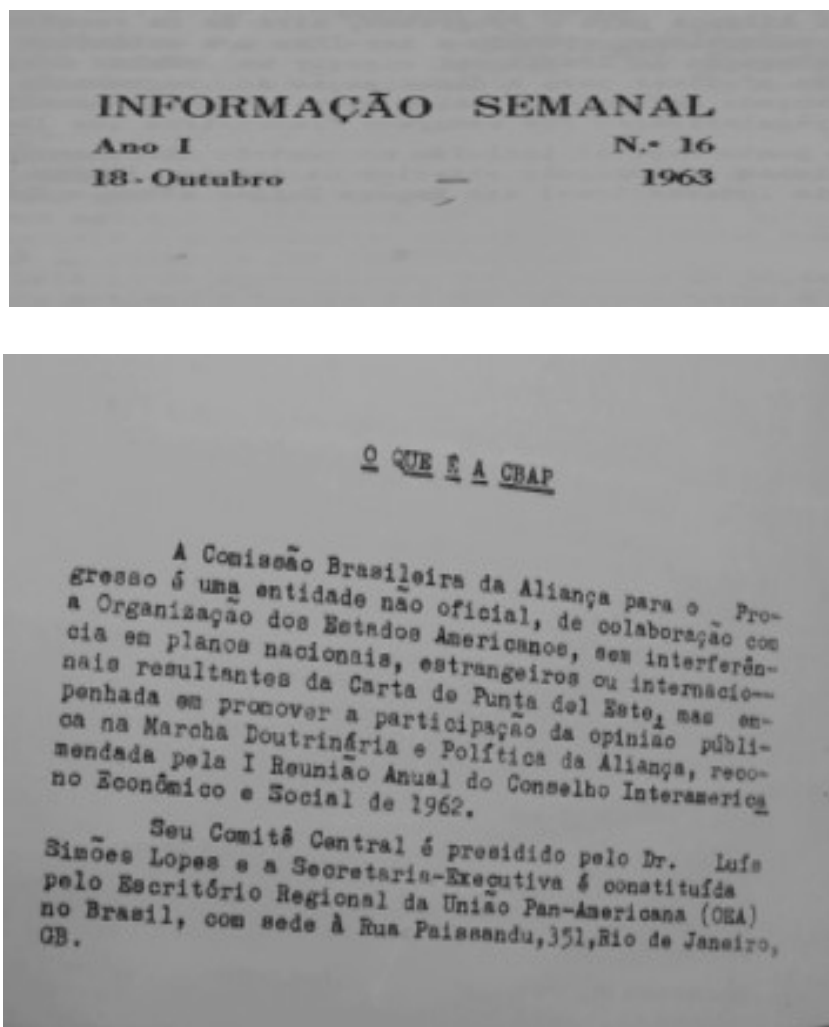 INFORMAÇÃO SEMANAL
Ano I N.º 16
18 - Outubro — 1963
O QUE É A CBAP
A Comissão Brasileira da Aliança para o Pro-
gresso é uma entidade não oficial, de colaboração com
a Organização dos Estados Americanos, sem interferên-
cia em planos nacionais, estrangeiros ou internacio-
nais resultantes da Carta de Punta del Este, mas em-
penhada em promover a participação da opinião públi-
ca na Marcha Doutrinária e Política da Aliança, reco-
mendada pela I Reunião Anual do Conselho Interamerica
no Econômico e Social de 1962.
Seu Comitê Central é presidido pelo Dr. Luís
Simões Lopes e a Secretaria-Executiva é constituída
pelo Escritório Regional da União Pan-Americana (OEA)
no Brasil, com sede à Rua Paissandu,351,Rio de Janeiro,
GB.